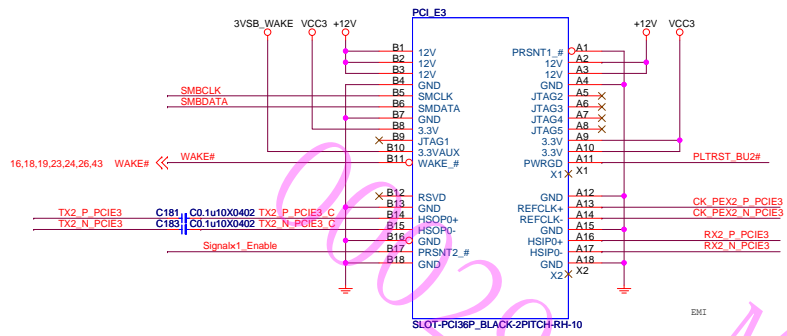 PCI_E3
3VSB_WAKE VCC3 +12V
+12V VCC3
B1 12V PRSNT1_# A1
B2 12V 12V A2
B3 12V 12V A3
B4 GND GND A4
SMBCLK B5 SMCLK JTAG2 A5
SMBDATA B6 SMDATA JTAG3 A6
B7 GND JTAG4 A7
B8 3.3V JTAG5 A8
B9 JTAG1 3.3V A9
B10 3.3VAUX 3.3V A10
16,18,19,23,24,26,43 WAKE# WAKE# B11 WAKE_# PWRGD A11 PLTRST_BU2#
X1 X1
B12 RSVD GND A12
B13 GND REFCLK+ A13 CK_PEX2_P_PCIE3
TX2_P_PCIE3 C181 C0.1u10X0402 TX2_P_PCIE3_C B14 HSOP0+ REFCLK- A14 CK_PEX2_N_PCIE3
TX2_N_PCIE3 C183 C0.1u10X0402 TX2_N_PCIE3_C B15 HSOP0- GND A15
B16 GND HSIP0+ A16 RX2_P_PCIE3
Signalx1_Enable B17 PRSNT2_# HSIP0- A17 RX2_N_PCIE3
B18 GND GND A18
X2 X2
EMI
SLOT-PCI36P_BLACK-2PITCH-RH-10